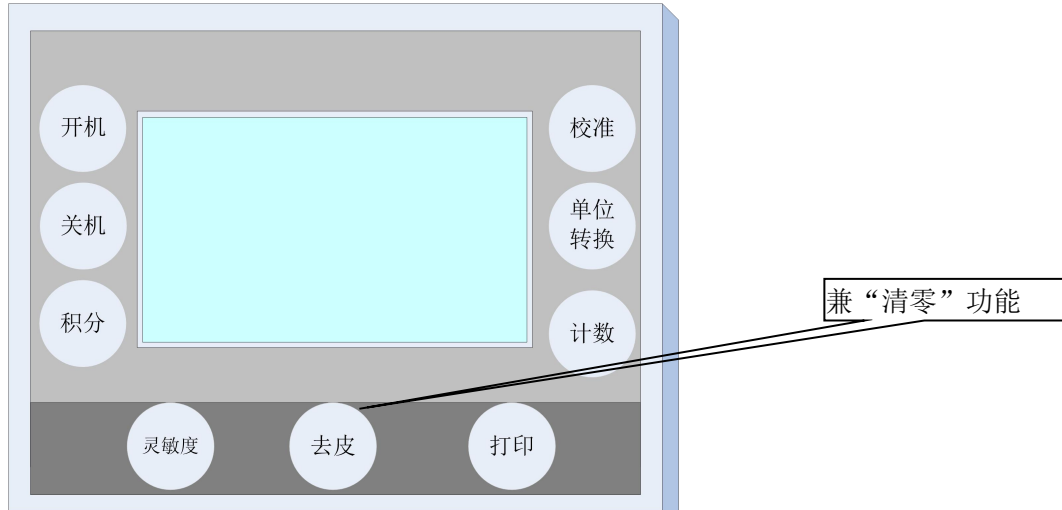 开机
校准
关机
单位
转换
兼“清零”功能
积分
计数
灵敏度
去皮
打印